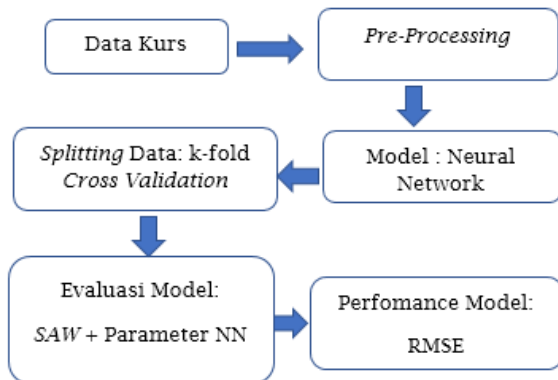 Data Kurs
Pre-Processing
Model : Neural
Network
Splitting Data: k-fold
Cross Validation
Evaluasi Model:
SAW + Parameter NN
Perfomance Model:
RMSE